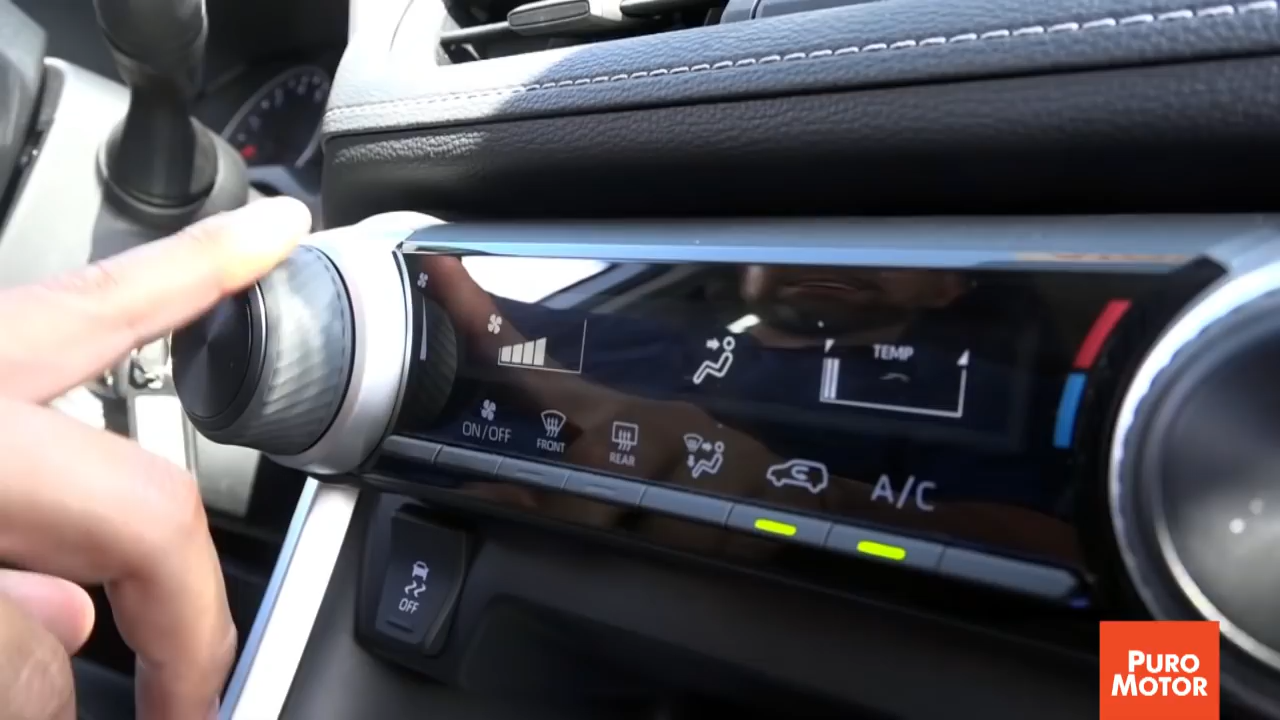 TEMP
ON/OFF
FRONT
REAR
A/C
OFF
PURO
MOTOR